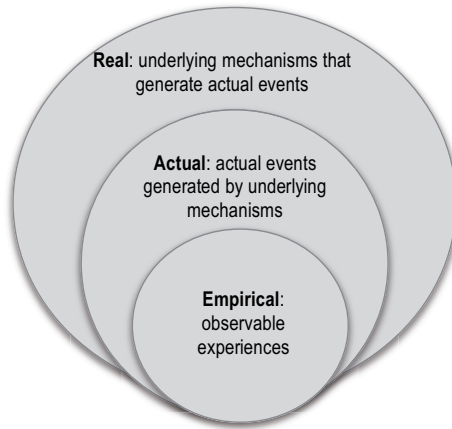 Real: underlying mechanisms that
generate actual events
Actual: actual events
generated by underlying
mechanisms
Empirical:
observable
experiences